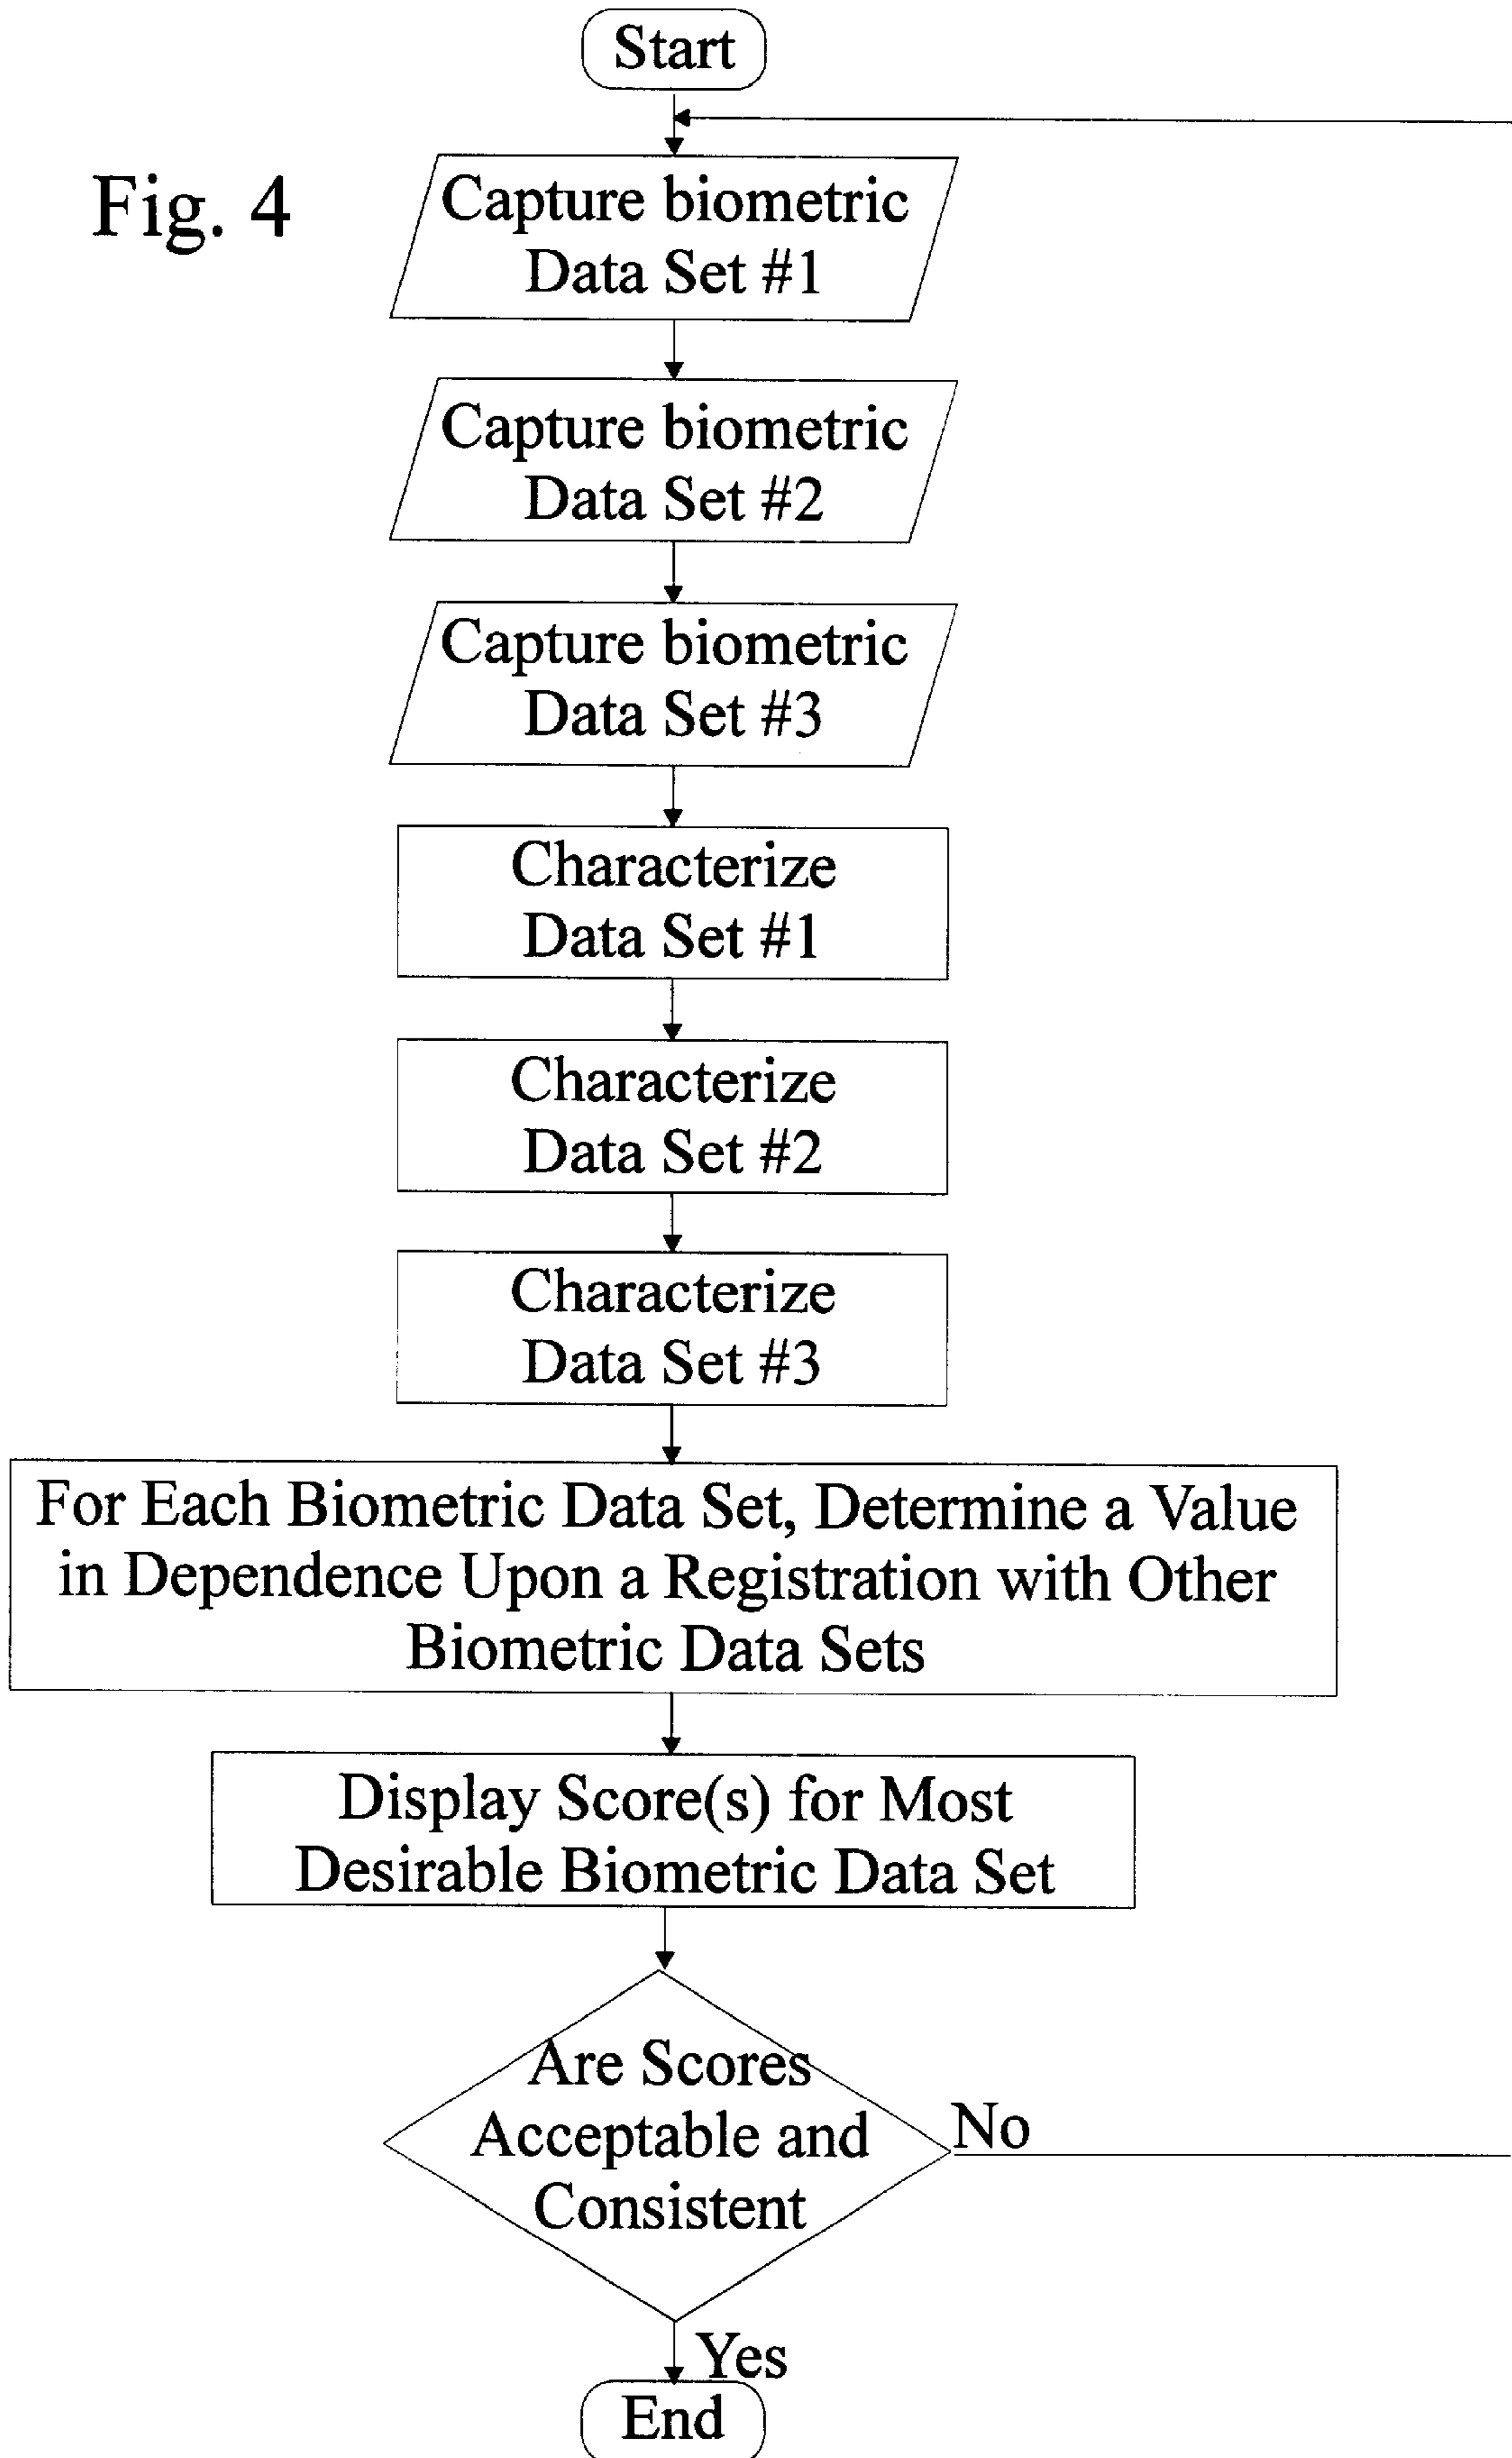 Start
Fig. 4
Capture biometric
Data Set #1
Capture biometric
Data Set #2
Capture biometric
Data Set #3
Characterize
Data Set #1
Characterize
Data Set #2
Characterize
Data Set #3
For Each Biometric Data Set, Determine a Value
in Dependence Upon a Registration with Other
Biometric Data Sets
Display Score(s) for Most
Desirable Biometric Data Set
Are Scores
Acceptable and
Consistent
No
Yes
End